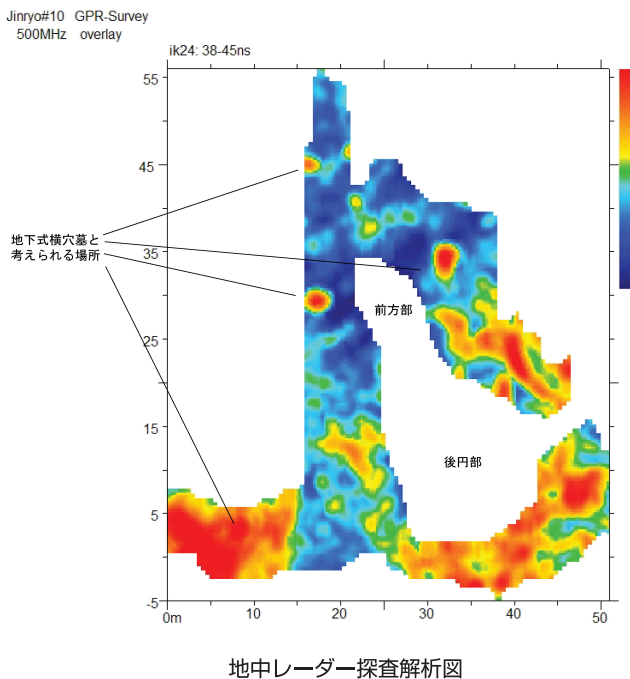 Jinryo#10 GPR-Survey
500MHz overlay
ik24: 38-45ns
55
45
地下式横穴墓と
考えられる場所
35
前方部
25
15
後円部
5
-5
0m 10 20 30 40 50
地中レーダー探査解析図